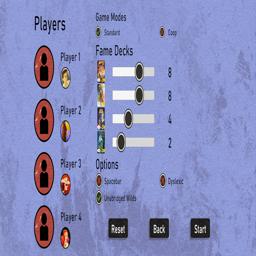 Players
Player 1
Player 2
Player 3
Player 4
Game Modes
Standard
Coop
Fame Decks
8
8
4
2
Options
Spacebar
Dyslexic
Unabridged Wilds
Reset
Back
Start